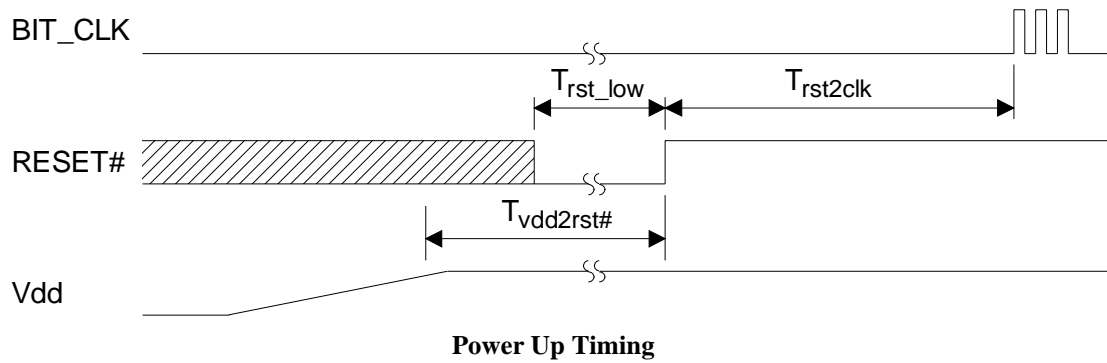 BIT_CLK
Trst_low
Trst2clk
RESET#
Tvdd2rst#
Vdd
Power Up Timing